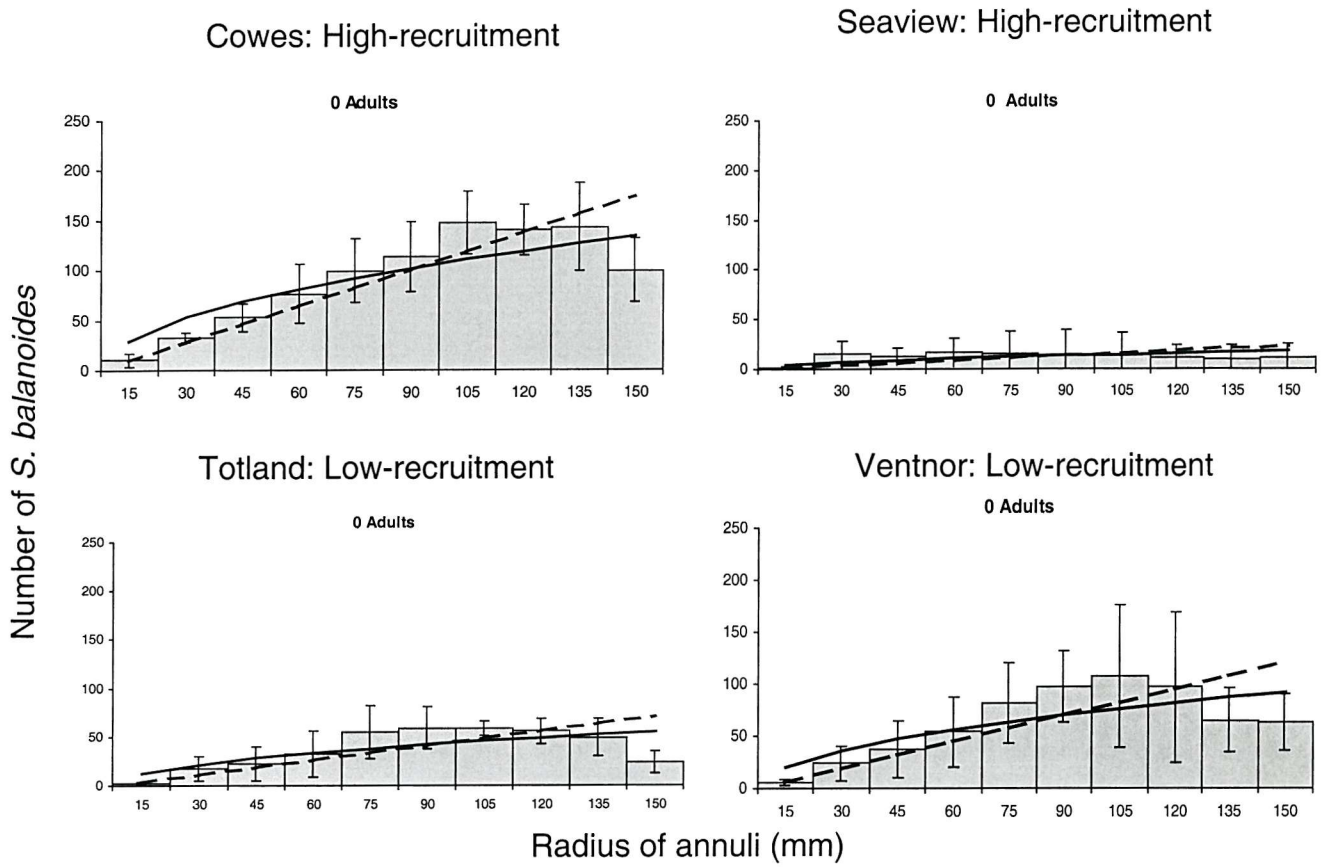 Cowes: High-recruitment
0 Adults
250
200
150
100
50
0
15 30 45 60 75 90 105 120 135 150
Seaview: High-recruitment
0 Adults
250
200
150
100
50
0
15 30 45 60 75 90 105 120 135 150
Number of S. balanoides
Totland: Low-recruitment
0 Adults
250
200
150
100
50
0
15 30 45 60 75 90 105 120 135 150
Ventnor: Low-recruitment
0 Adults
250
200
150
100
50
0
15 30 45 60 75 90 105 120 135 150
Radius of annuli (mm)